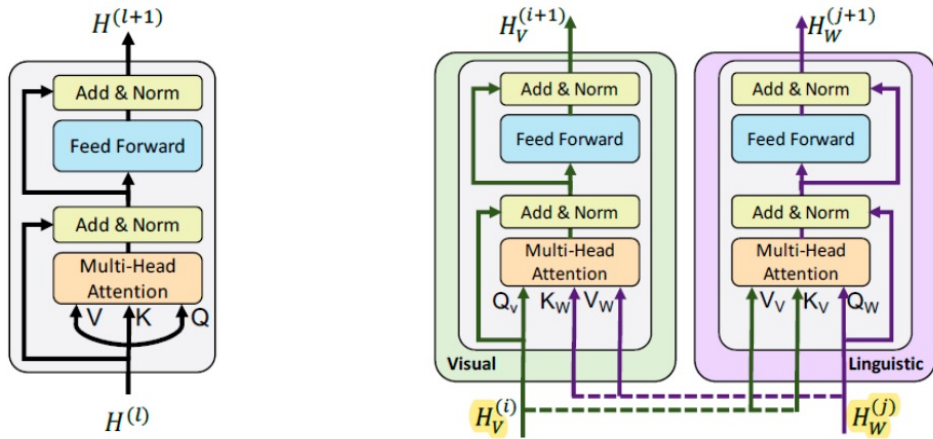 H^{(l+1)}
Add & Norm
Feed Forward
Add & Norm
Multi-Head
Attention
V K Q
H^{(l)}
H_V^{(i+1)}
Add & Norm
Feed Forward
Add & Norm
Multi-Head
Attention
Q_v K_W V_W
Visual
H_V^{(i)}
H_W^{(j+1)}
Add & Norm
Feed Forward
Add & Norm
Multi-Head
Attention
V_V K_V Q_W
Linguistic
H_W^{(j)}